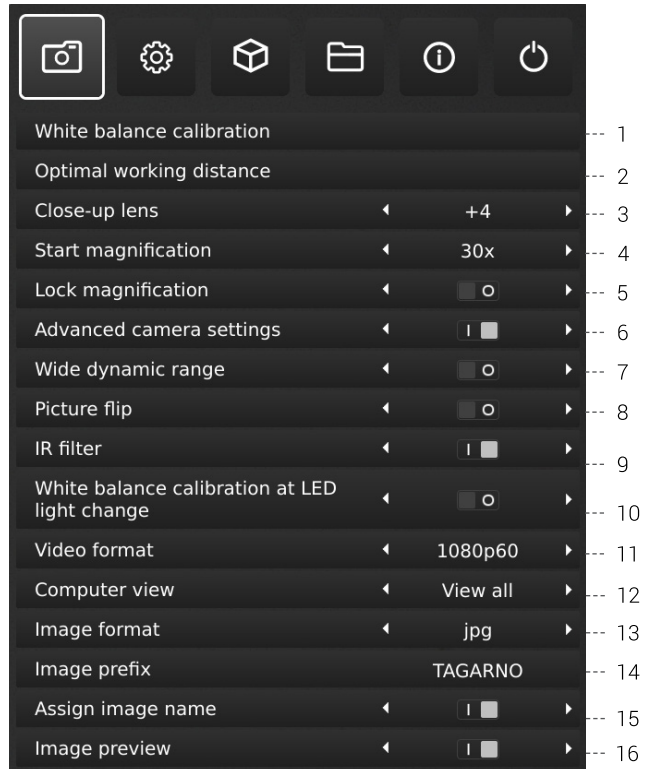 White balance calibration 1
Optimal working distance 2
Close-up lens +4 3
Start magnification 30x 4
Lock magnification O 5
Advanced camera settings I 6
Wide dynamic range O 7
Picture flip O 8
IR filter I 9
White balance calibration at LED
light change O 10
Video format 1080p60 11
Computer view View all 12
Image format jpg 13
Image prefix TAGARNO 14
Assign image name I 15
Image preview I 16